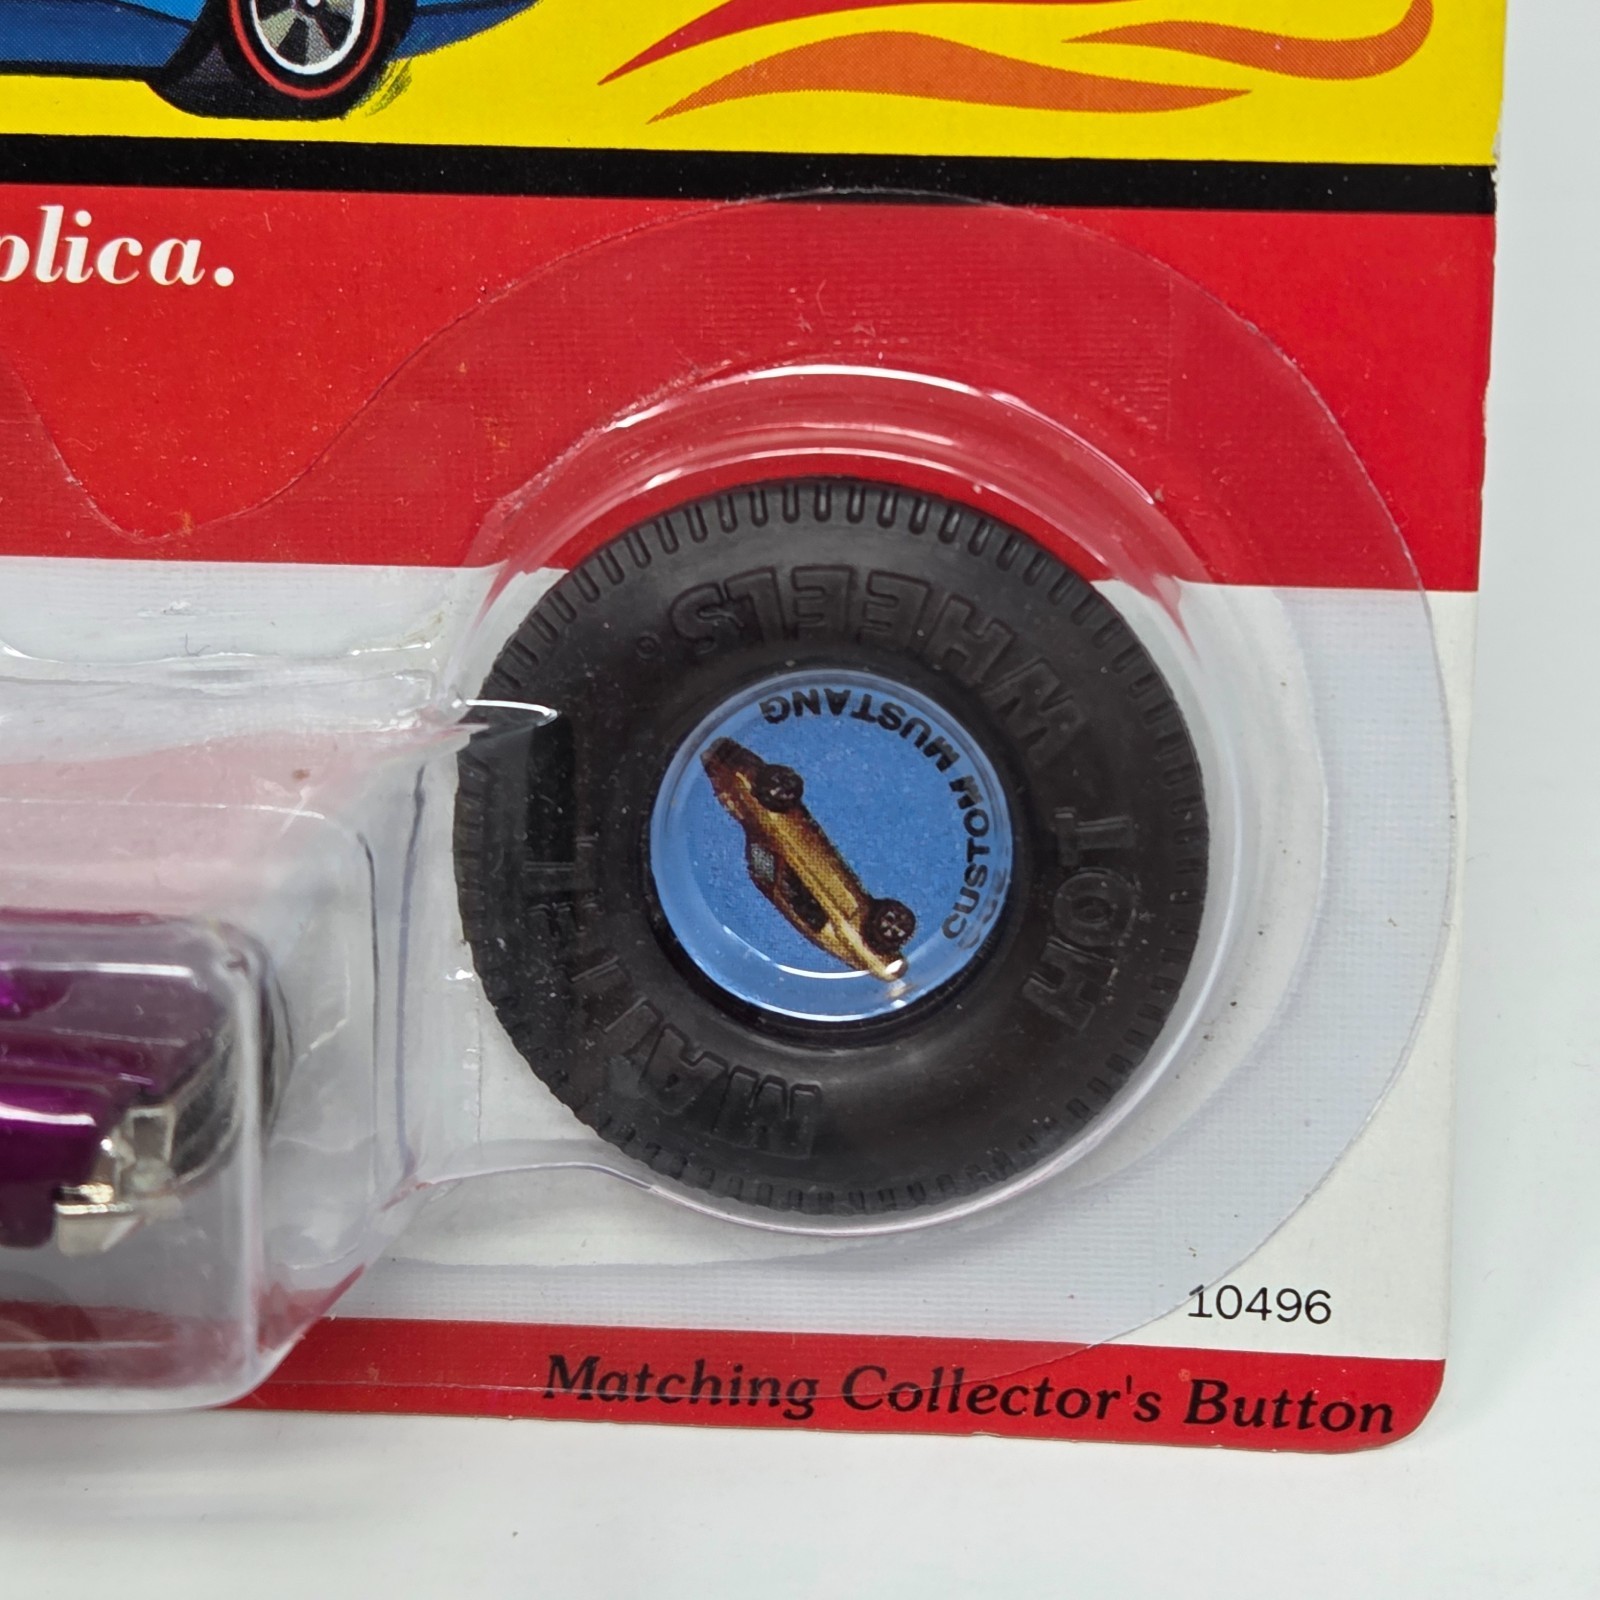 plica.
HOT WHEELS®
MATTEL
CUSTOM MUSTANG
10496
Matching Collector's Button